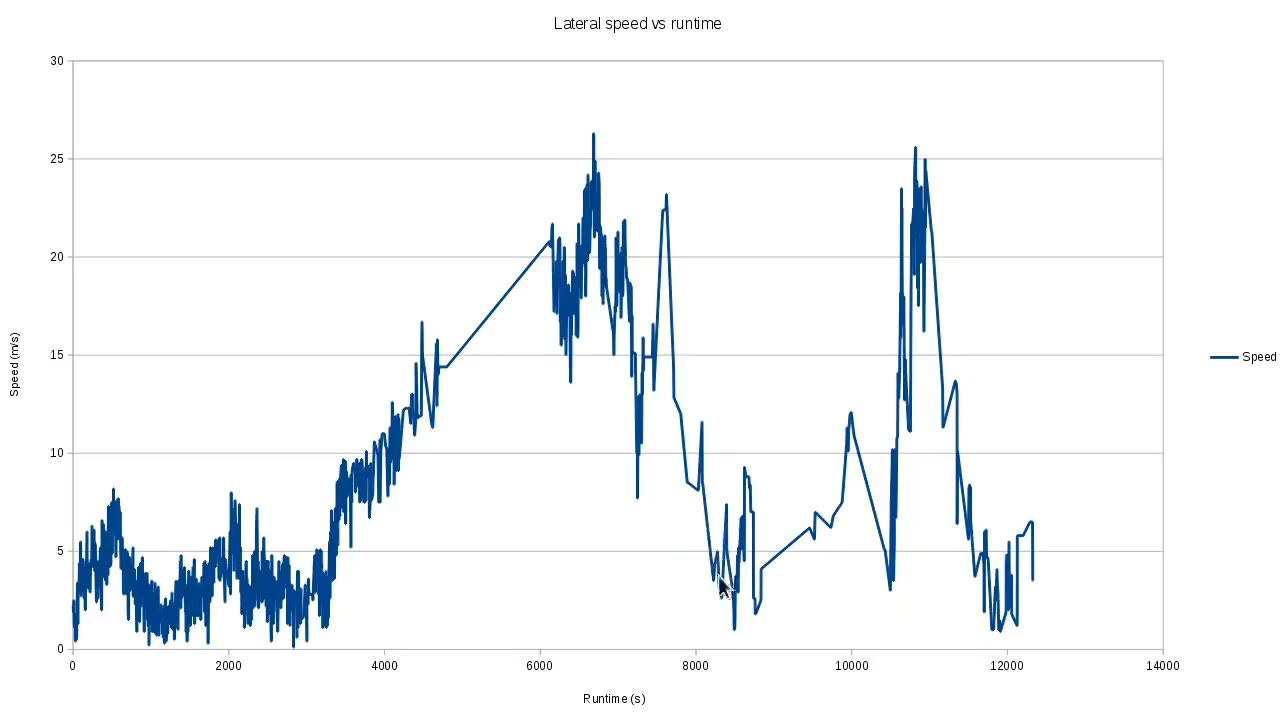 Lateral speed vs runtime
30
25
20
15
10
5
0
Speed (m/s)
Speed
0 2000 4000 6000 8000 10000 12000 14000
Runtime (s)